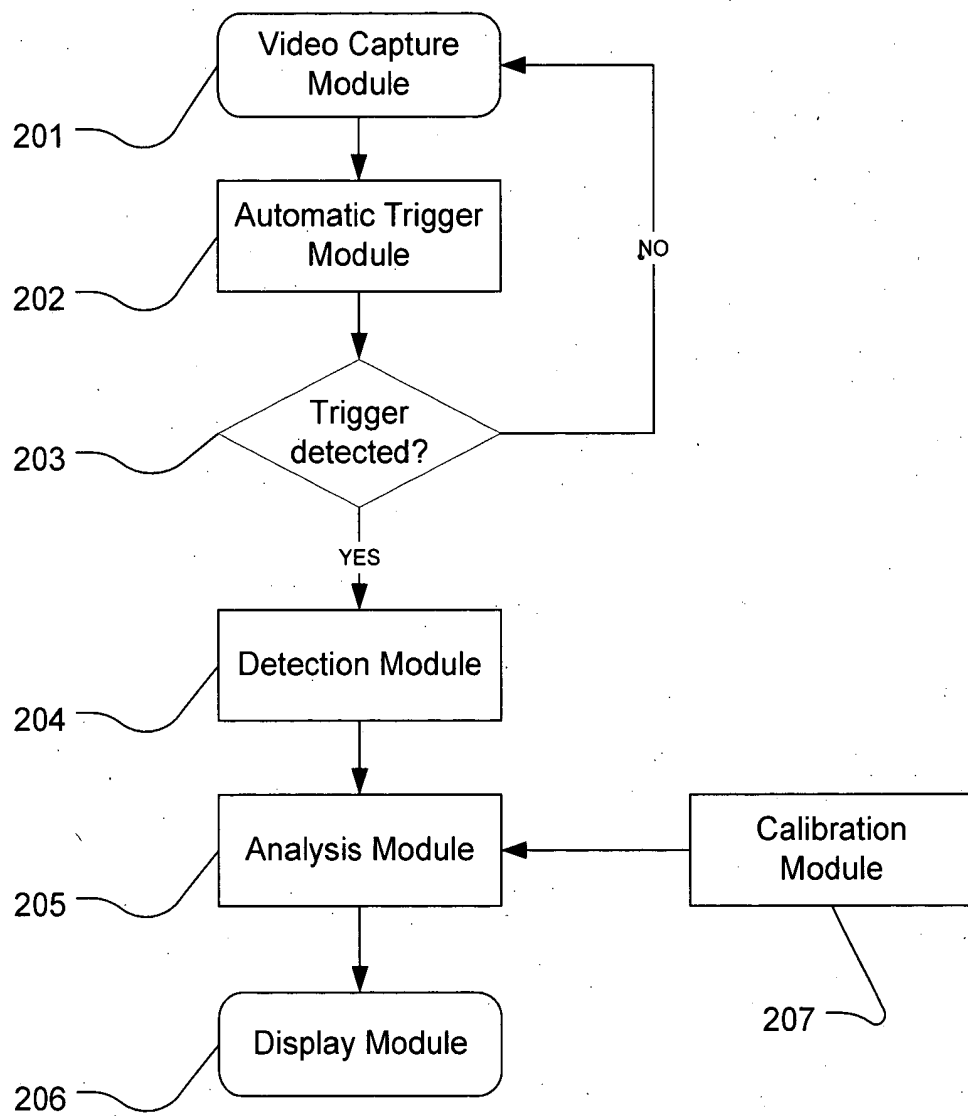 Video Capture
Module
201
Automatic Trigger
Module
202
NO
Trigger
detected?
203
YES
Detection Module
204
Analysis Module
205
Calibration
Module
207
Display Module
206